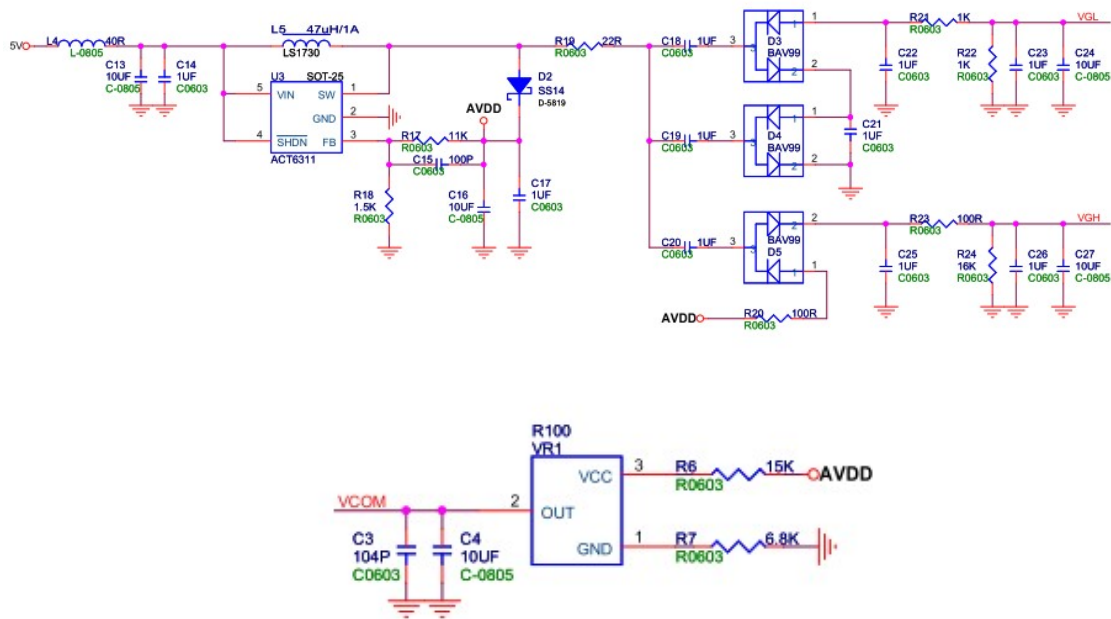 5V
L4
40R
L-0805
C13
10UF
C-0805
C14
1UF
C0603
L5 47uH/1A
LS1730
U3 SOT-25
5 VIN SW 1
GND 2
4 SHDN FB 3
ACT6311
R17 11K
R0603
C15 100P
C0603
R18
1.5K
R0603
AVDD
C16
10UF
C-0805
C17
1UF
C0603
D2
SS14
D-5819
R19 22R
R0603
C18 1UF
C0603
3
D3
BAV99
1
2
C19 1UF
C0603
3
1
D4
BAV99
2
C21
1UF
C0603
C20 1UF
C0603
3
2
BAV99
D5
1
AVDD
R20 100R
R0603
C22
1UF
C0603
R21 1K
R0603
R22
1K
R0603
C23
1UF
C0603
C24
10UF
C-0805
VGL
C25
1UF
C0603
R23 100R
R0603
R24
16K
R0603
C26
1UF
C0603
C27
10UF
C-0805
VGH
R100
VR1
VCC 3
2 OUT
GND 1
R6 15K
R0603
AVDD
R7 6.8K
R0603
VCOM
C3
104P
C0603
C4
10UF
C-0805